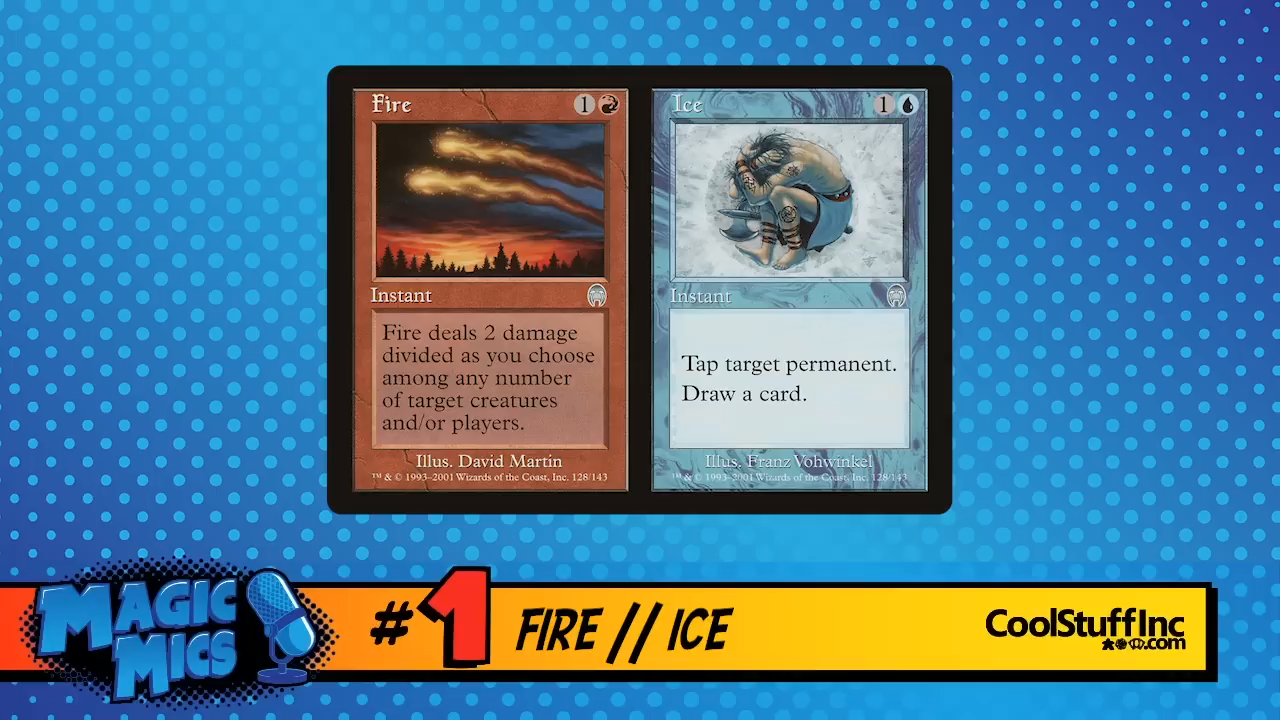 Fire
1
Instant
Fire deals 2 damage
divided as you choose
among any number
of target creatures
and/or players.
Illus. David Martin
™ & © 1993–2001 Wizards of the Coast, Inc. 128/143
Ice
1
Instant
Tap target permanent.
Draw a card.
Illus. Franz Vohwinkel
™ & © 1993–2001 Wizards of the Coast, Inc. 128/143
MAGIC
MICS
#1
FIRE // ICE
CoolStuffInc
.com